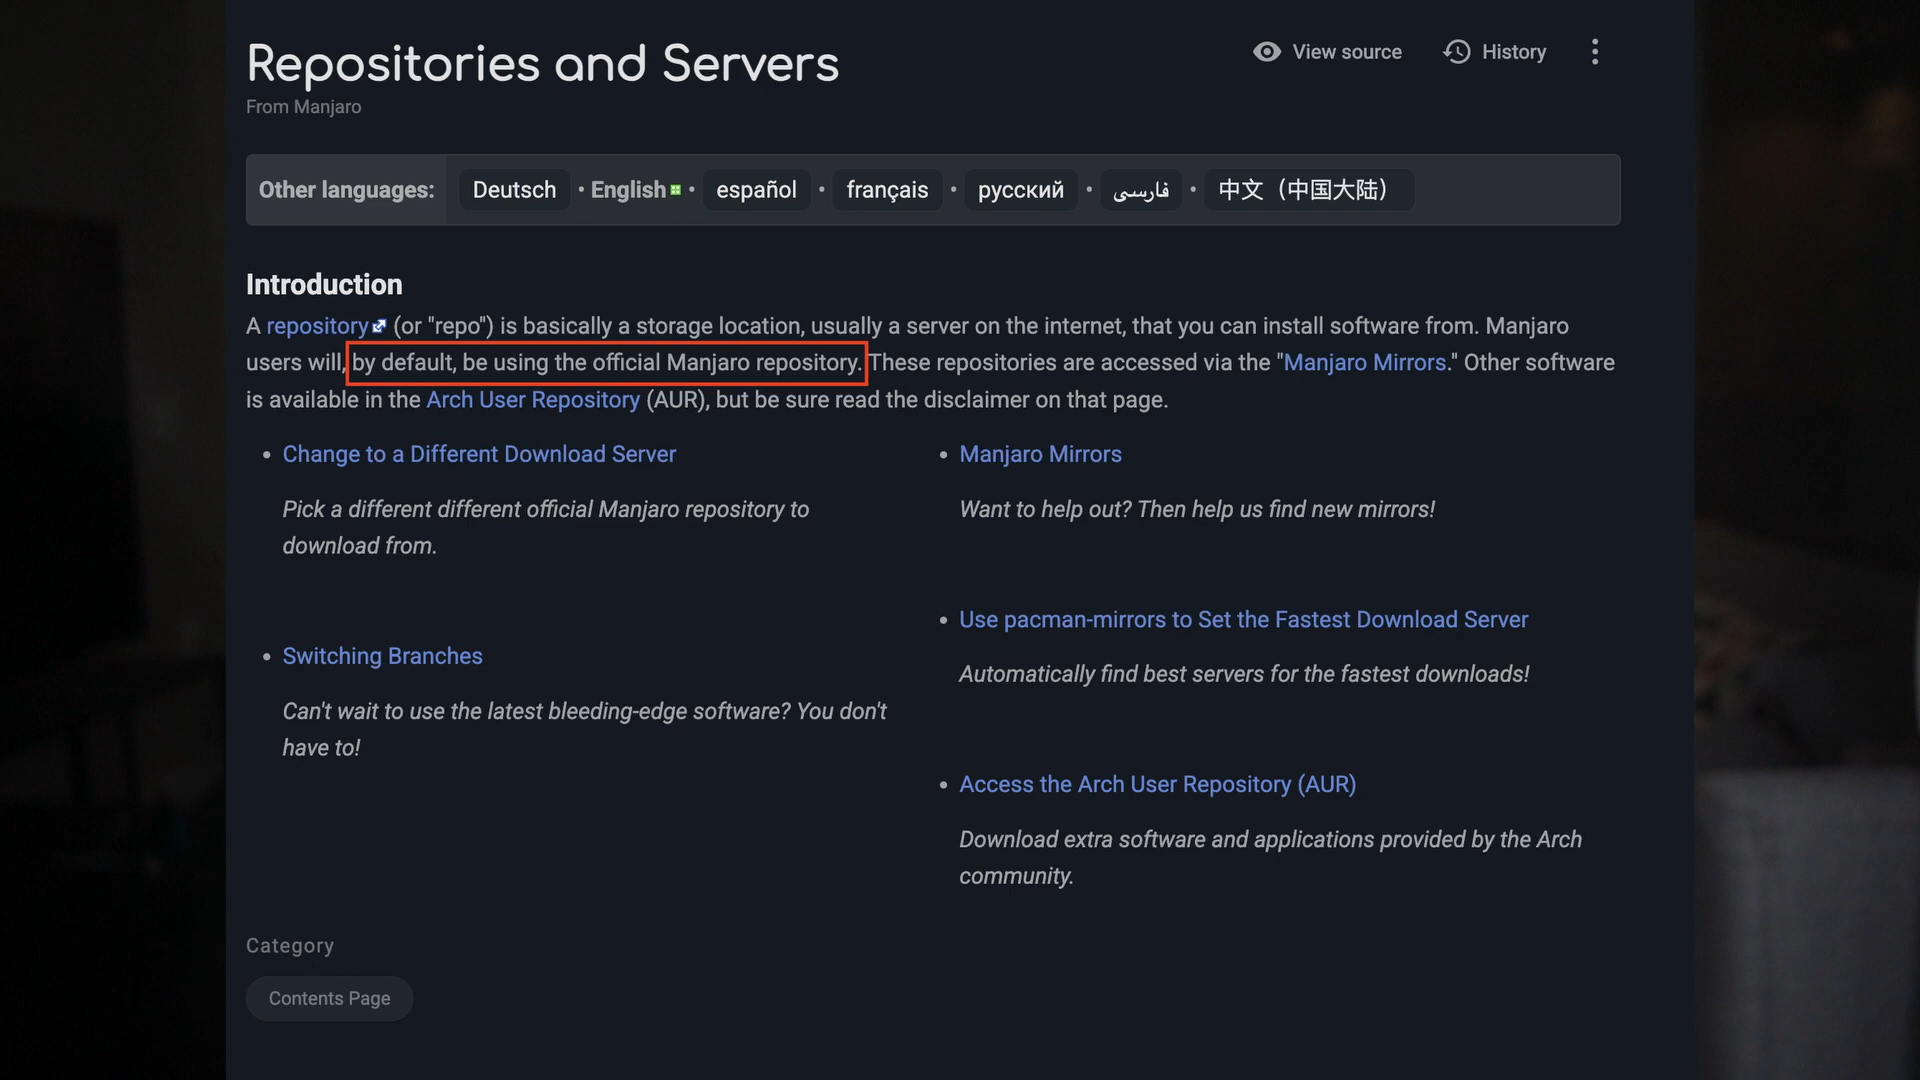 Repositories and Servers
View source
History
From Manjaro
Other languages: Deutsch • English • español • français • русский • فارسی • 中文（中国大陆）
Introduction
A repository (or "repo") is basically a storage location, usually a server on the internet, that you can install software from. Manjaro
users will, by default, be using the official Manjaro repository. These repositories are accessed via the "Manjaro Mirrors." Other software
is available in the Arch User Repository (AUR), but be sure read the disclaimer on that page.
• Change to a Different Download Server
Pick a different different official Manjaro repository to
download from.
• Switching Branches
Can't wait to use the latest bleeding-edge software? You don't
have to!
• Manjaro Mirrors
Want to help out? Then help us find new mirrors!
• Use pacman-mirrors to Set the Fastest Download Server
Automatically find best servers for the fastest downloads!
• Access the Arch User Repository (AUR)
Download extra software and applications provided by the Arch
community.
Category
Contents Page